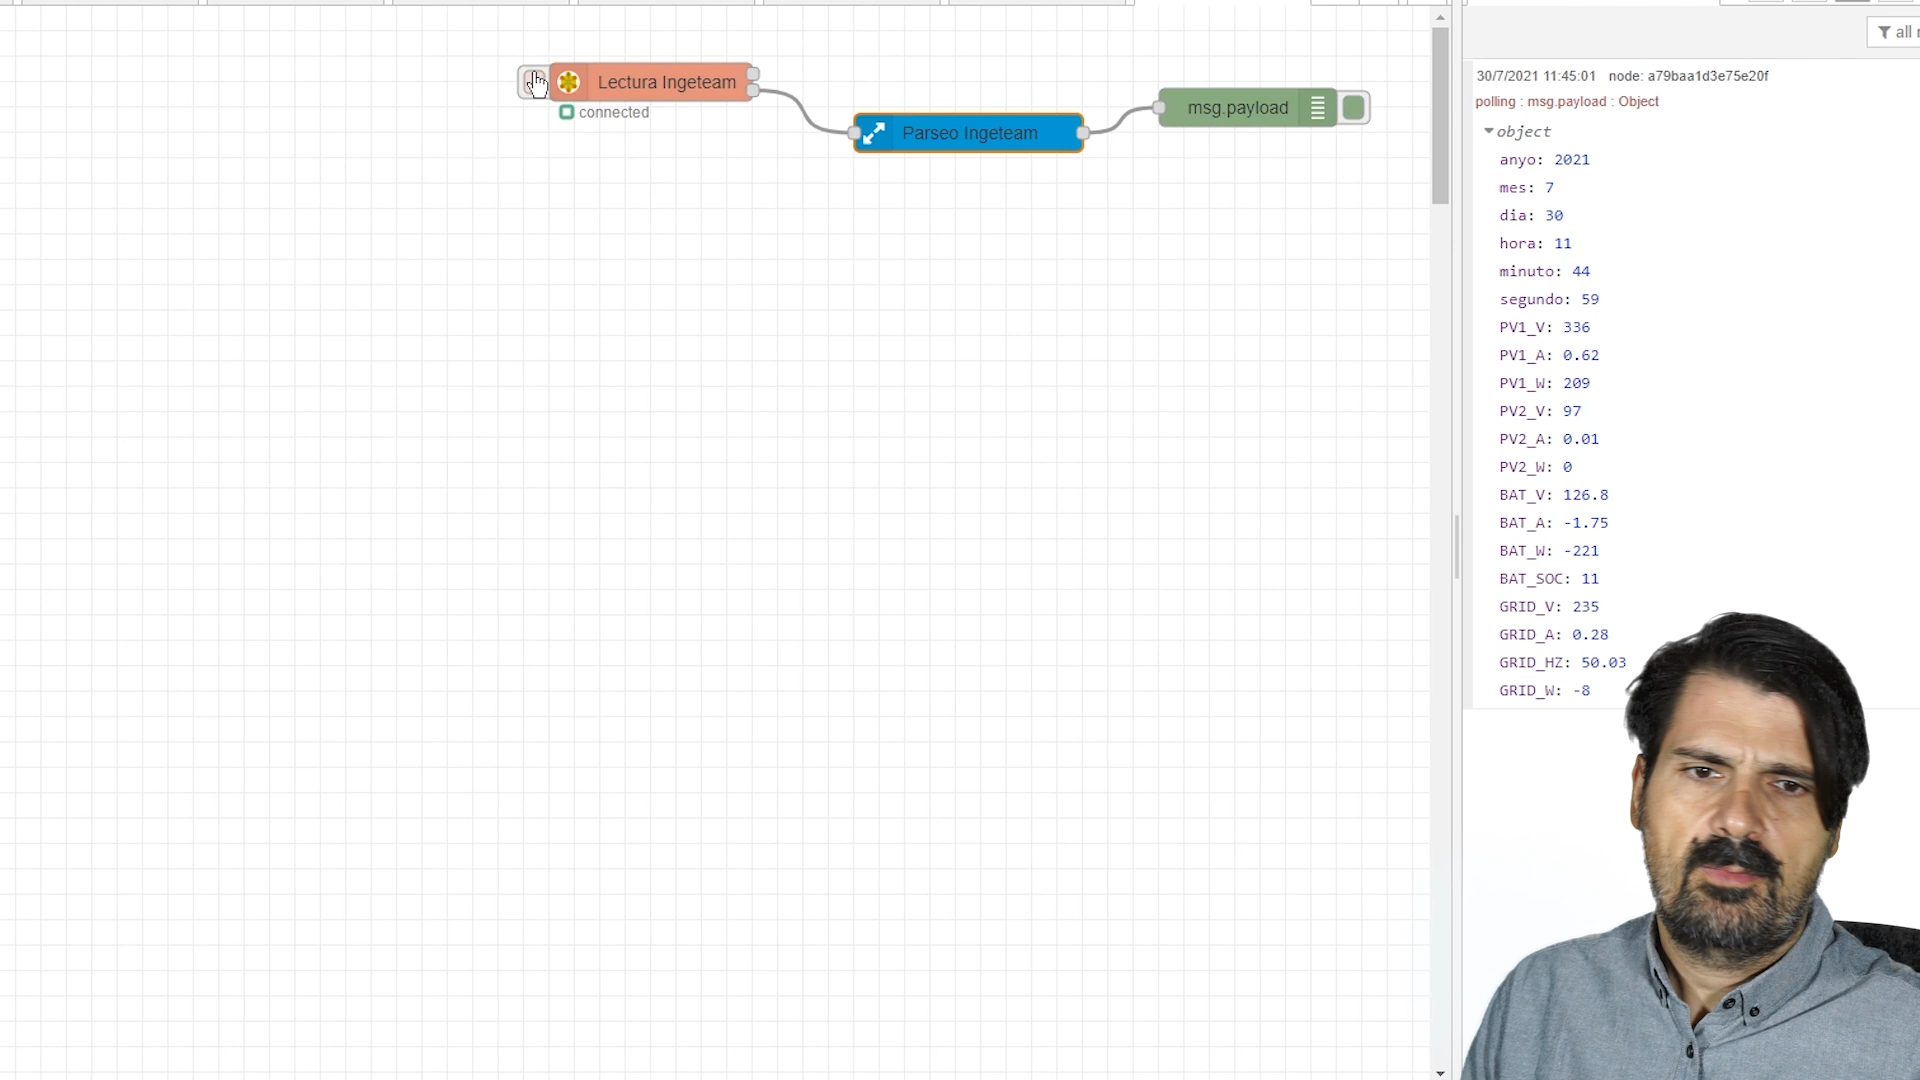 all
Lectura Ingeteam
connected
Parseo Ingeteam
msg.payload
30/7/2021 11:45:01 node: a79baa1d3e75e20f
polling : msg.payload : Object
object
anyo: 2021
mes: 7
dia: 30
hora: 11
minuto: 44
segundo: 59
PV1_V: 336
PV1_A: 0.62
PV1_W: 209
PV2_V: 97
PV2_A: 0.01
PV2_W: 0
BAT_V: 126.8
BAT_A: -1.75
BAT_W: -221
BAT_SOC: 11
GRID_V: 235
GRID_A: 0.28
GRID_HZ: 50.03
GRID_W: -8